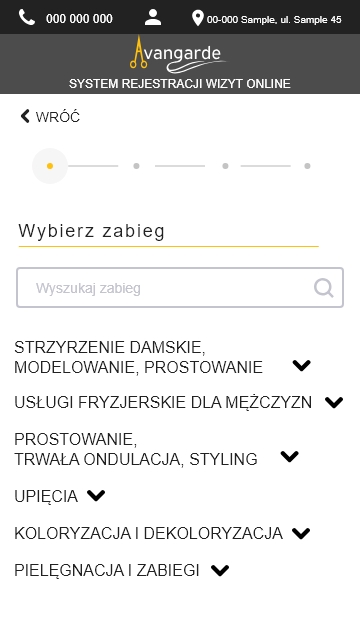 000 000 000
00-000 Sample, ul. Sample 45
Avangarde
SYSTEM REJESTRACJI WIZYT ONLINE
WRÓĆ
Wybierz zabieg
Wyszukaj zabieg
STRZYRZENIE DAMSKIE,
MODELOWANIE, PROSTOWANIE
USŁUGI FRYZJERSKIE DLA MĘŻCZYZN
PROSTOWANIE,
TRWAŁA ONDULACJA, STYLING
UPIĘCIA
KOLORYZACJA I DEKOLORYZACJA
PIELĘGNACJA I ZABIEGI